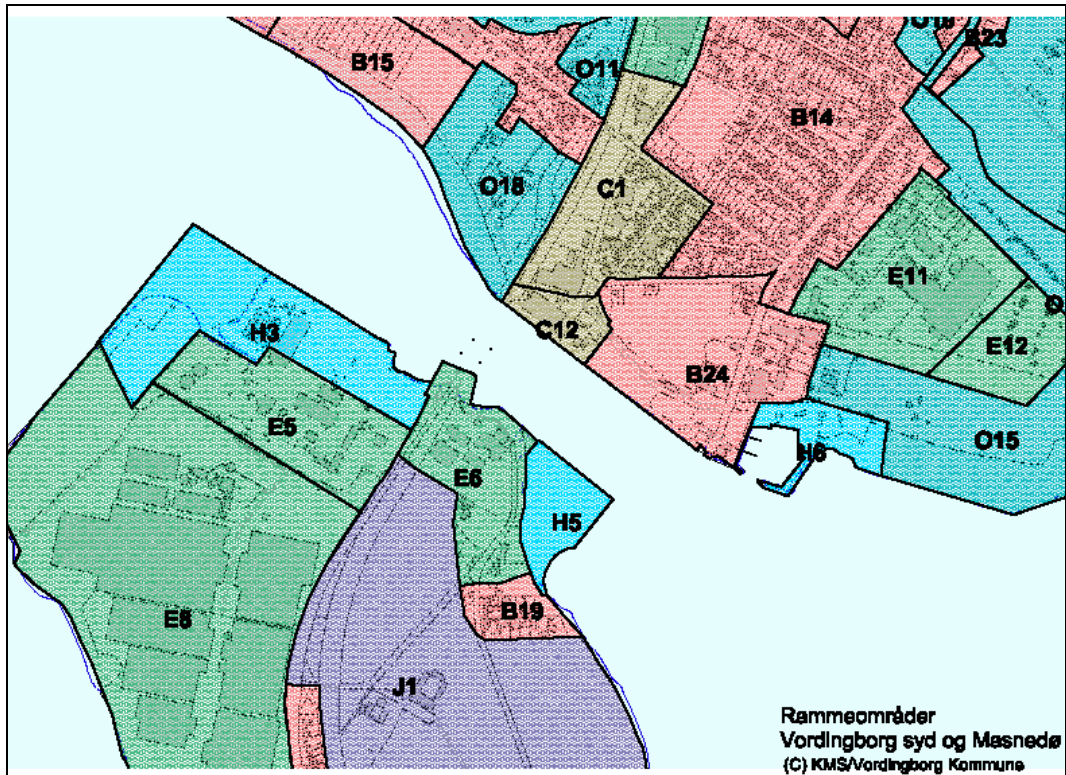 B23
B15
O11
B14
O18
C1
E11
C12
H3
E12
B24
E5
O15
H6
E6
H5
B19
J1
Rammeområder
Vordingborg syd og Masnedø
(C) KMS/Vordingborg Kommune